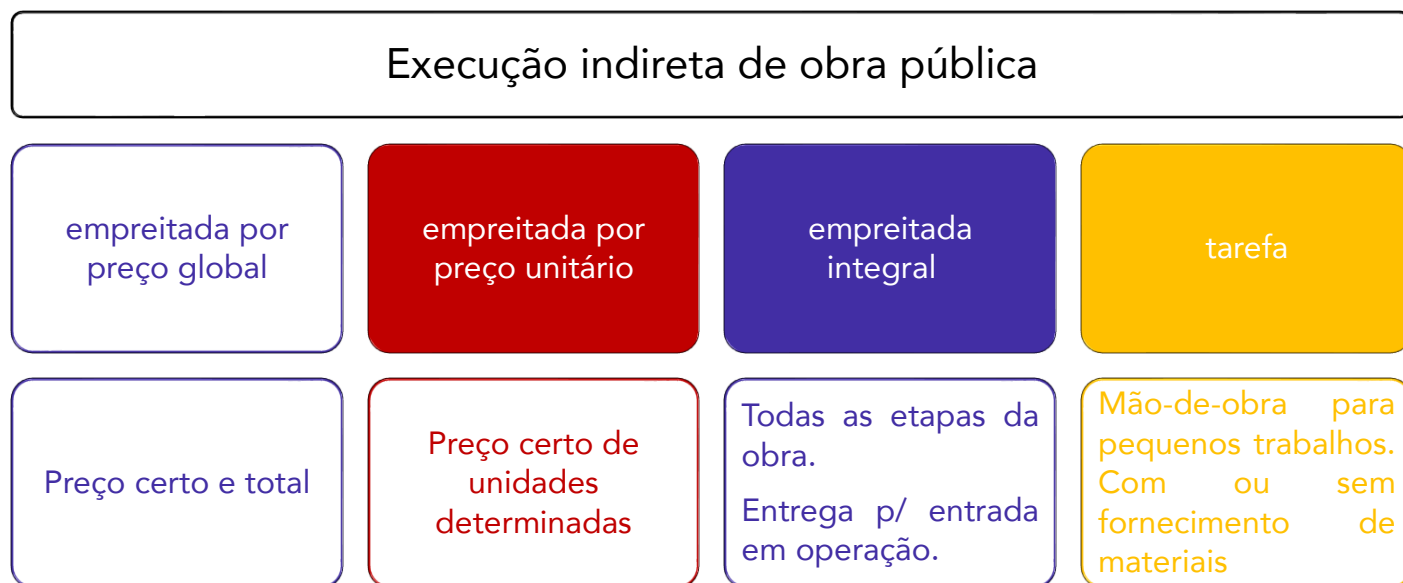 Execução indireta de obra pública
empreitada por
preço global
empreitada por
preço unitário
empreitada
integral
tarefa
Preço certo e total
Preço certo de
unidades
determinadas
Todas as etapas da
obra.
Entrega p/ entrada
em operação.
Mão-de-obra para
pequenos trabalhos.
Com ou sem
fornecimento de
materiais